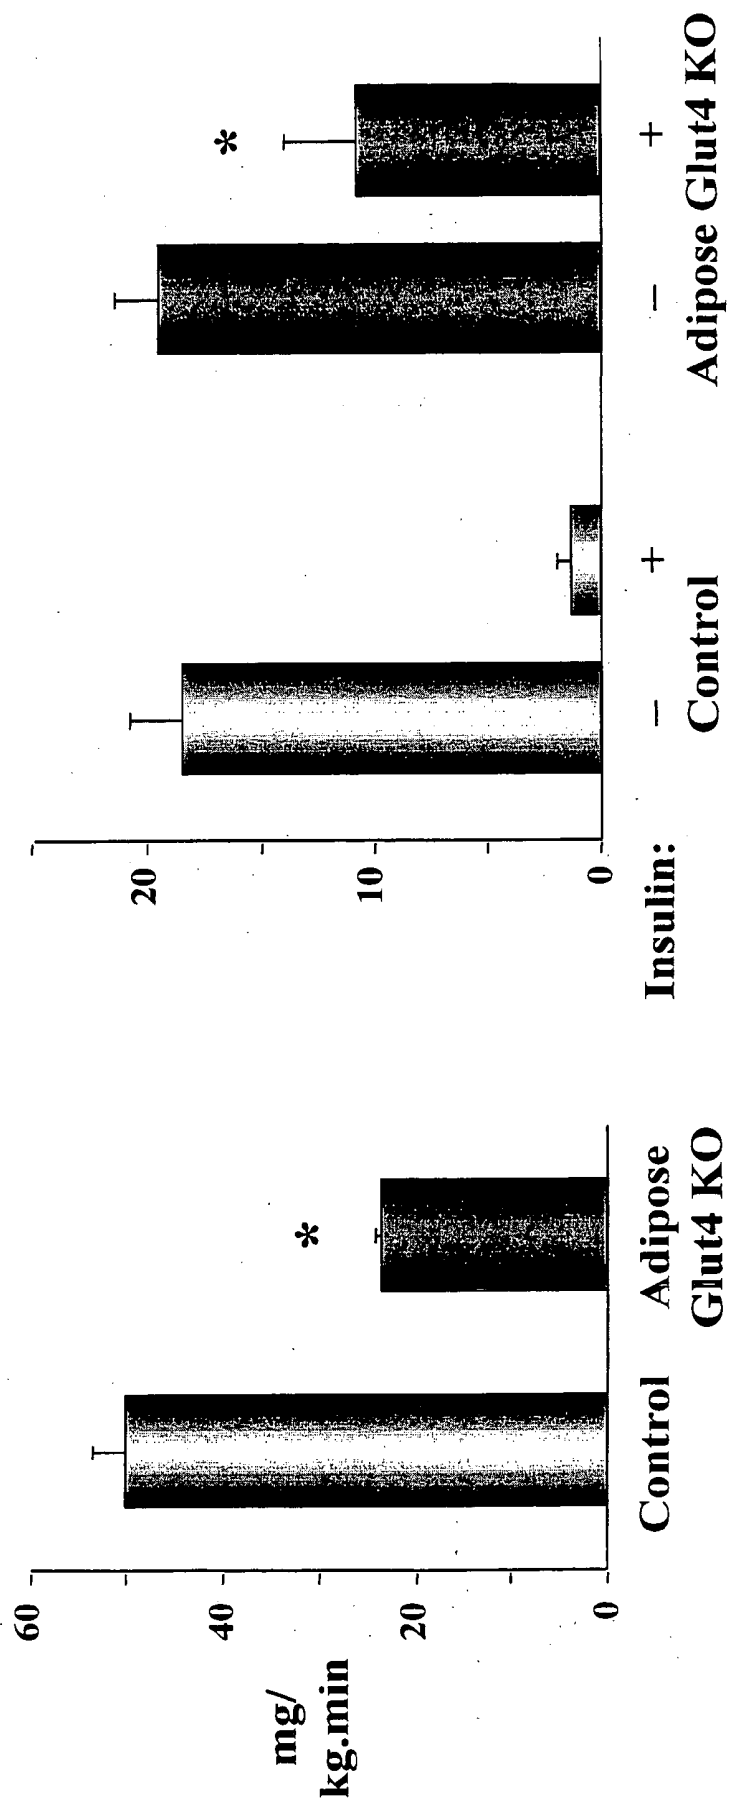 60
40
20
0
mg/
kg.min
Control
Adipose
Glut4 KO
*
20
10
0
Insulin:
− + − +
Control Adipose Glut4 KO
*